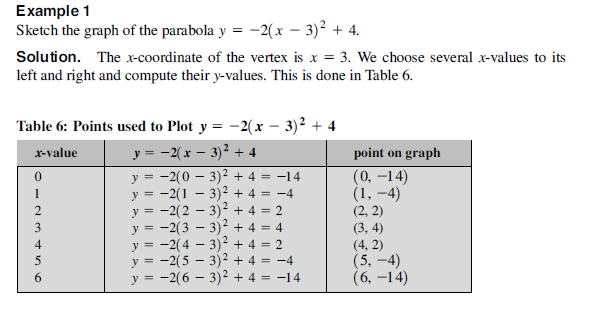 Example 1
Sketch the graph of the parabola y = −2(x − 3)² + 4.
Solution. The x-coordinate of the vertex is x = 3. We choose several x-values to its
left and right and compute their y-values. This is done in Table 6.
Table 6: Points used to Plot y = −2(x − 3)² + 4
x-value y = −2(x − 3)² + 4 point on graph
0 y = −2(0 − 3)² + 4 = −14 (0, −14)
1 y = −2(1 − 3)² + 4 = −4 (1, −4)
2 y = −2(2 − 3)² + 4 = 2 (2, 2)
3 y = −2(3 − 3)² + 4 = 4 (3, 4)
4 y = −2(4 − 3)² + 4 = 2 (4, 2)
5 y = −2(5 − 3)² + 4 = −4 (5, −4)
6 y = −2(6 − 3)² + 4 = −14 (6, −14)